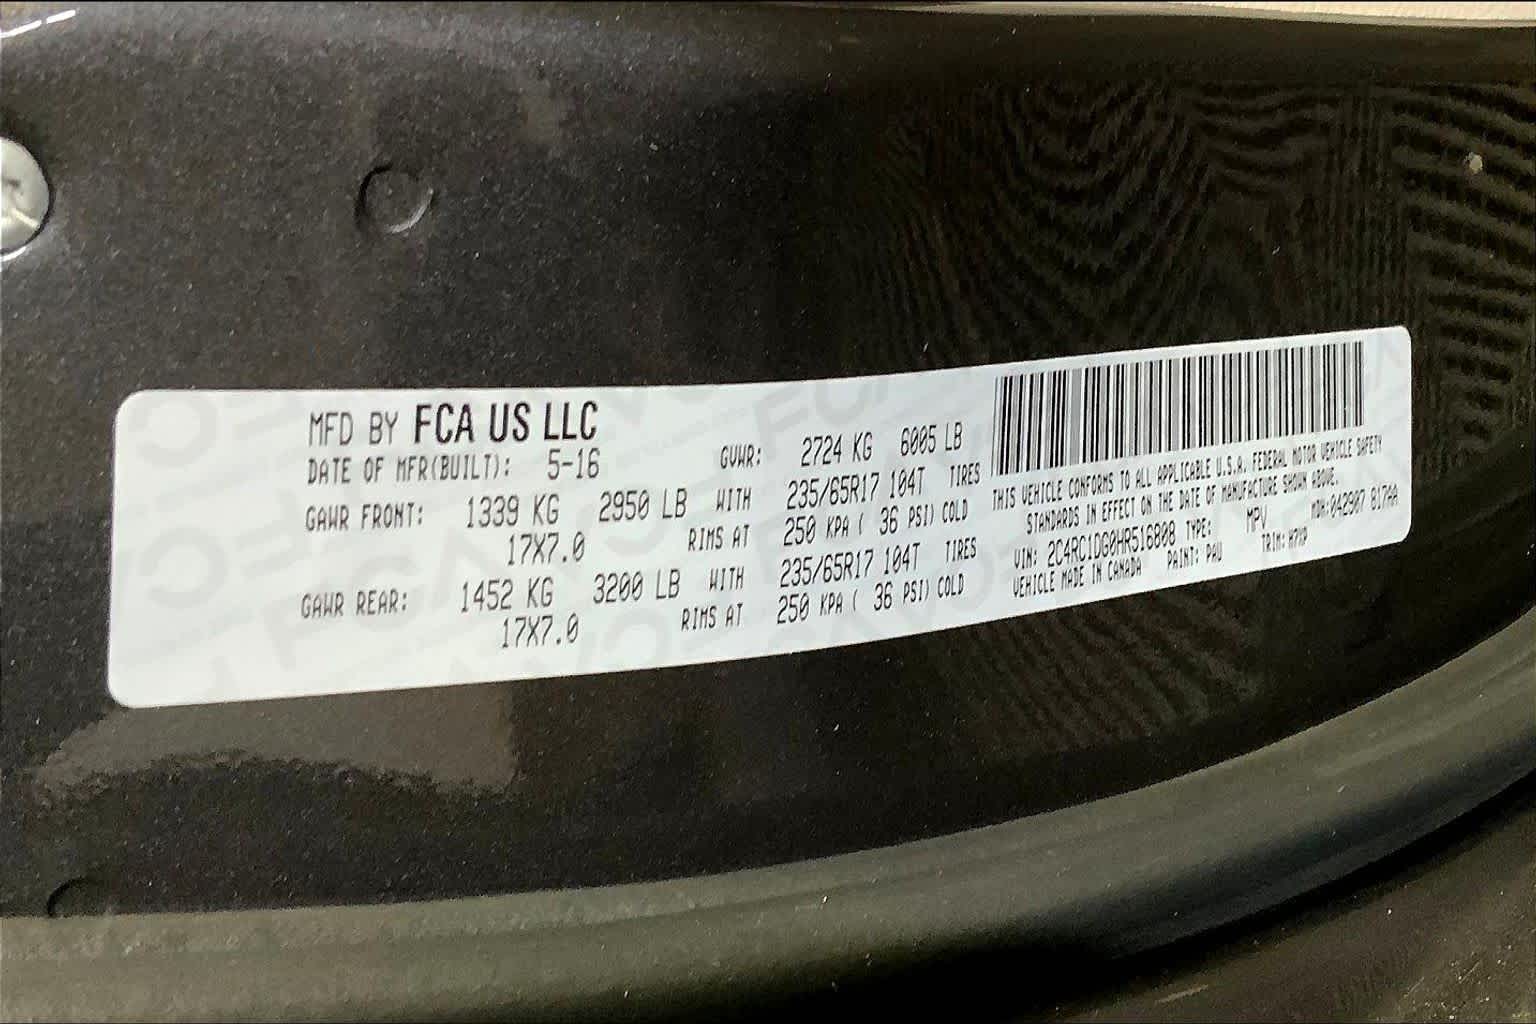 MFD BY FCA US LLC
DATE OF MFR(BUILT): 5-16 GVWR: 2724 KG 6005 LB
GAWR FRONT: 1339 KG 2950 LB WITH 235/65R17 104T TIRES
17X7.0 RIMS AT 250 KPA ( 36 PSI) COLD
GAWR REAR: 1452 KG 3200 LB WITH 235/65R17 104T TIRES
17X7.0 RIMS AT 250 KPA ( 36 PSI) COLD
THIS VEHICLE CONFORMS TO ALL APPLICABLE U.S.A. FEDERAL MOTOR VEHICLE SAFETY
STANDARDS IN EFFECT ON THE DATE OF MANUFACTURE SHOWN ABOVE.
VIN: 2C4RC1DG0HR516808 TYPE: MPV MDH: 042907 817AA
VEHICLE MADE IN CANADA PAINT: PAU TRIM: H7VP